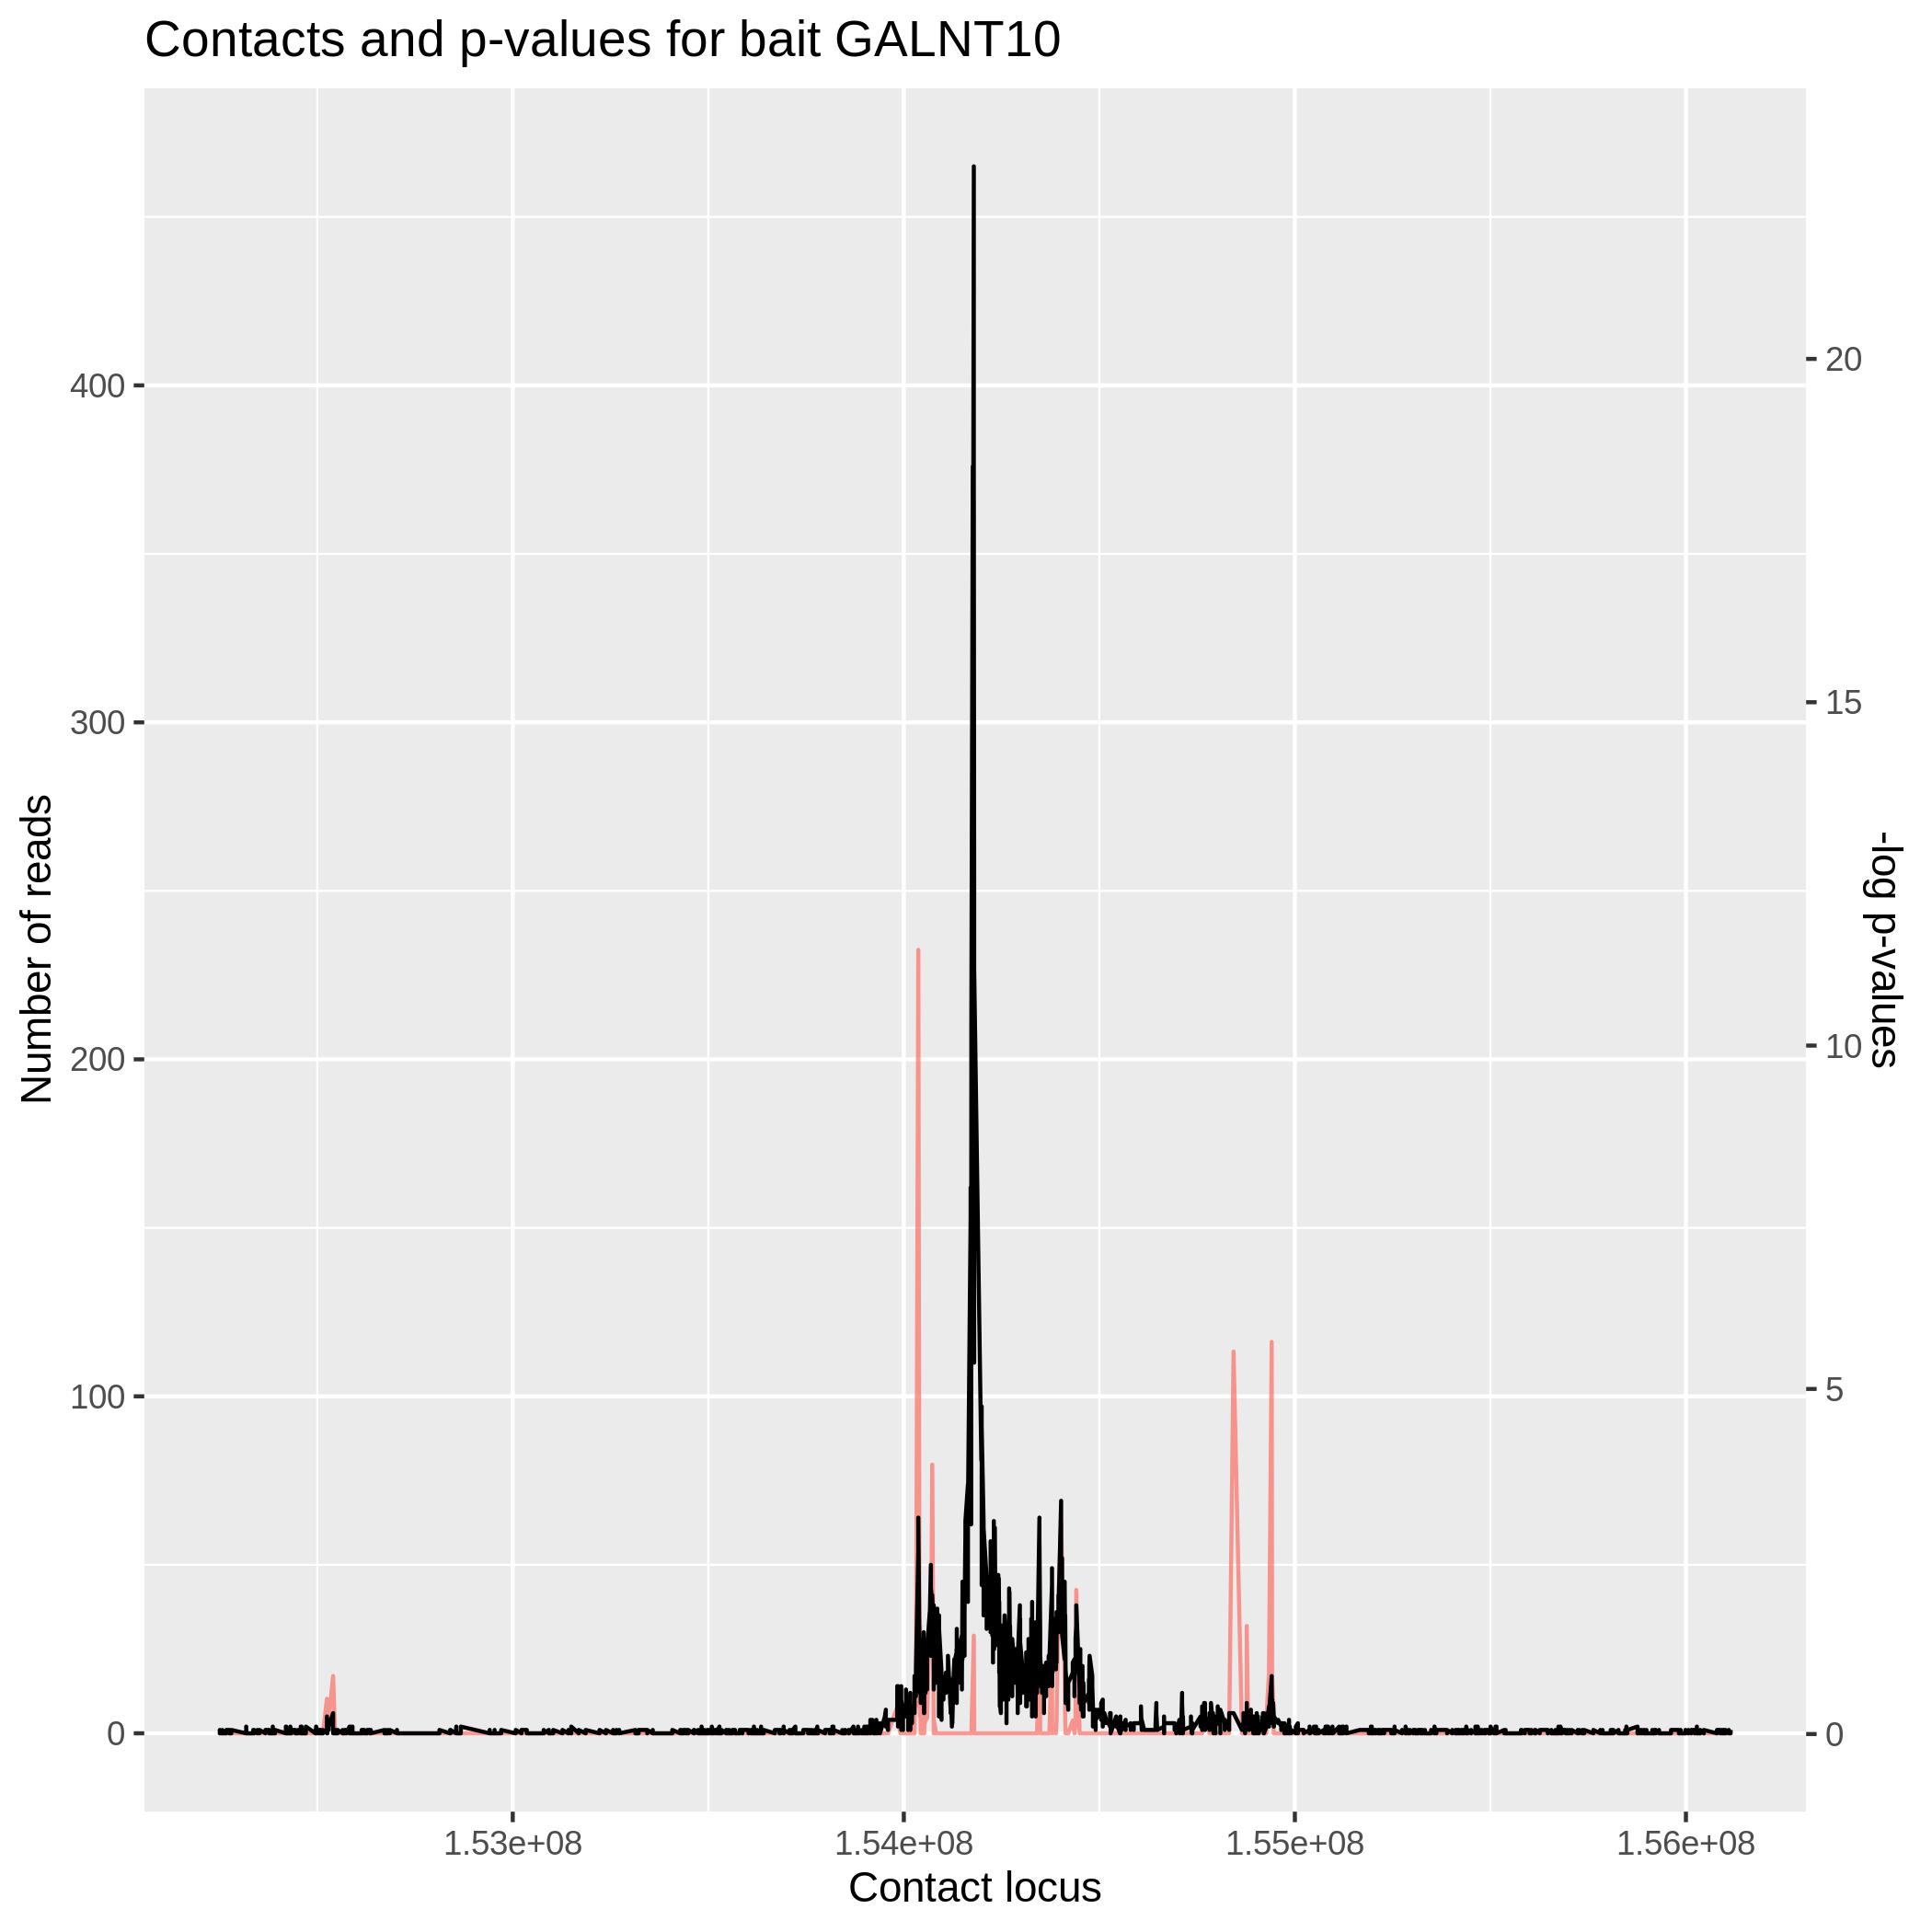 Contacts and p-values for bait GALNT10
Number of reads
400
300
200
100
0
20
15
10
5
0
-log p-values
1.53e+08
1.54e+08
1.55e+08
1.56e+08
Contact locus